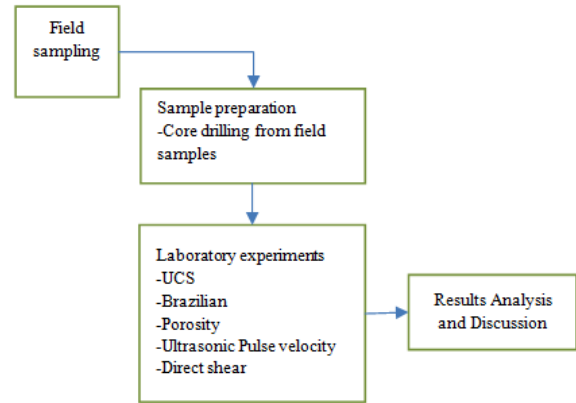 Field
sampling
Sample preparation
-Core drilling from field
samples
Laboratory experiments
-UCS
-Brazilian
-Porosity
-Ultrasonic Pulse velocity
-Direct shear
Results Analysis
and Discussion